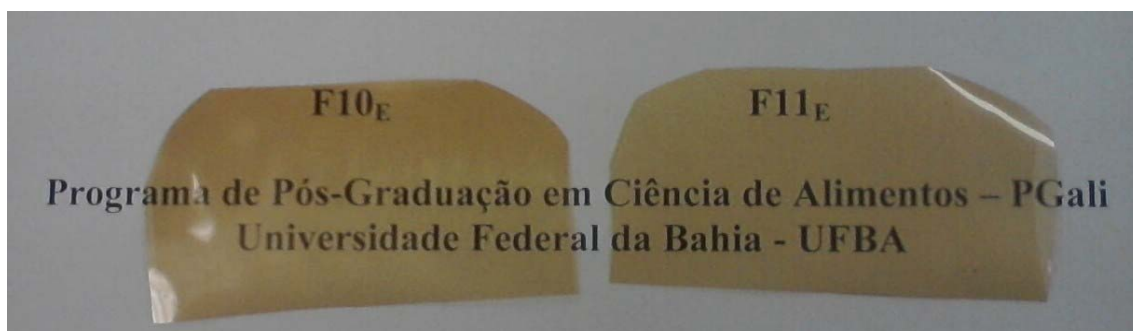 F10E F11E
Programa de Pós-Graduação em Ciência de Alimentos – PGali
Universidade Federal da Bahia - UFBA